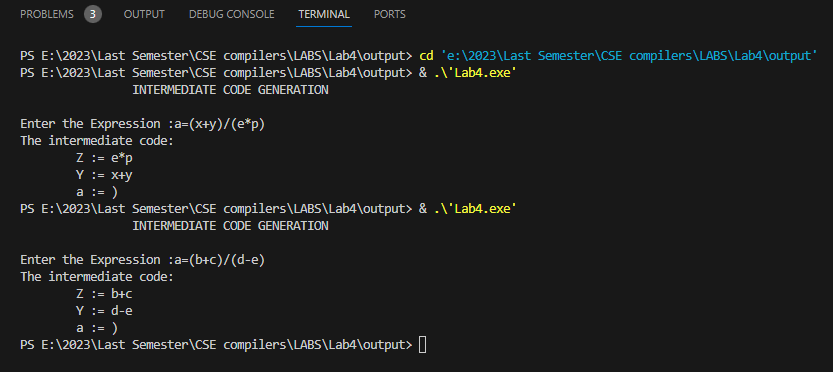 PROBLEMS 3 OUTPUT DEBUG CONSOLE TERMINAL PORTS
PS E:\2023\Last Semester\CSE compilers\LABS\Lab4\output> cd 'e:\2023\Last Semester\CSE compilers\LABS\Lab4\output'
PS E:\2023\Last Semester\CSE compilers\LABS\Lab4\output> & .\'Lab4.exe'
INTERMEDIATE CODE GENERATION
Enter the Expression :a=(x+y)/(e*p)
The intermediate code:
Z := e*p
Y := x+y
a := )
PS E:\2023\Last Semester\CSE compilers\LABS\Lab4\output> & .\'Lab4.exe'
INTERMEDIATE CODE GENERATION
Enter the Expression :a=(b+c)/(d-e)
The intermediate code:
Z := b+c
Y := d-e
a := )
PS E:\2023\Last Semester\CSE compilers\LABS\Lab4\output>